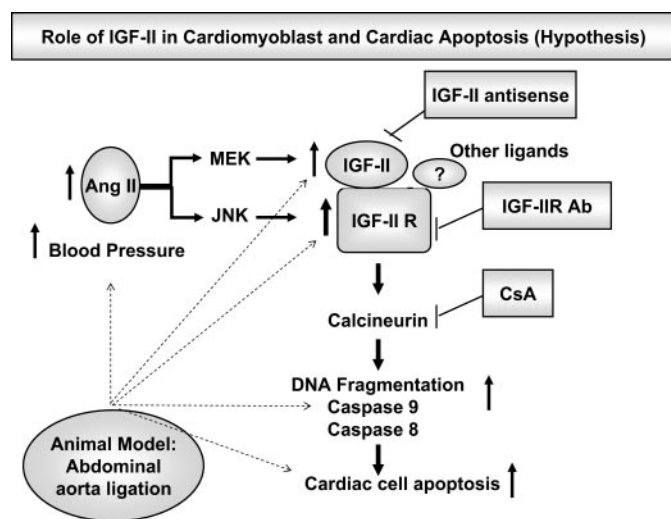 Role of IGF-II in Cardiomyoblast and Cardiac Apoptosis (Hypothesis)
IGF-II antisense
MEK
IGF-II
Other ligands
?
Ang II
JNK
IGF-II R
IGF-IIR Ab
Blood Pressure
CsA
Calcineurin
DNA Fragmentation
Caspase 9
Caspase 8
Animal Model:
Abdominal
aorta ligation
Cardiac cell apoptosis